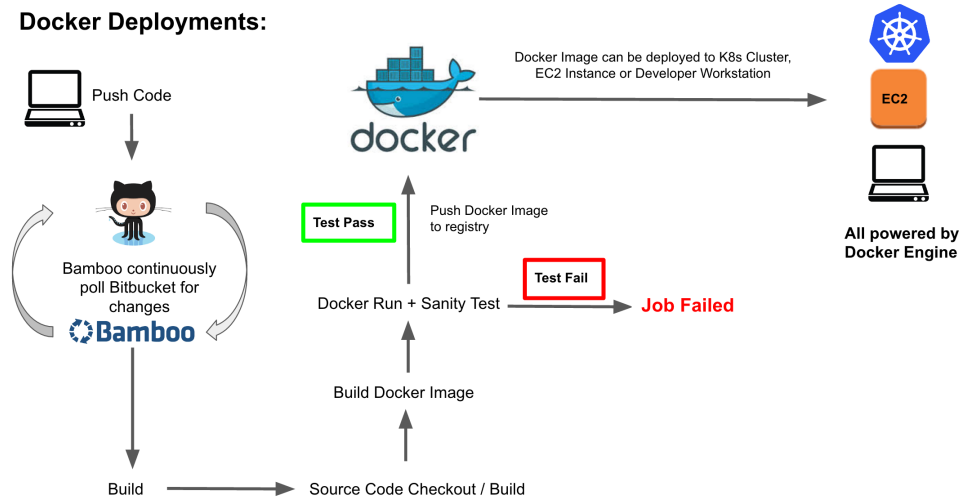 Docker Deployments:
Push Code
Bamboo continuously
poll Bitbucket for
changes
Bamboo
Build
Source Code Checkout / Build
Build Docker Image
Docker Run + Sanity Test
Test Fail
Job Failed
Test Pass
Push Docker Image
to registry
docker
Docker Image can be deployed to K8s Cluster,
EC2 Instance or Developer Workstation
EC2
All powered by
Docker Engine